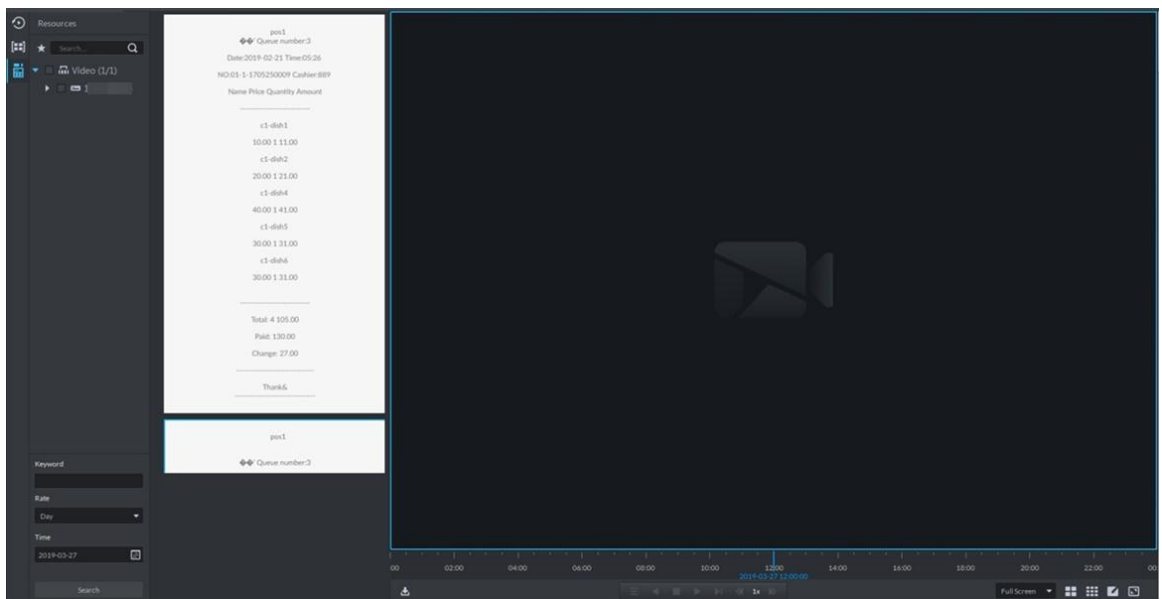 Resources
Search...
Video (1/1)
Keyword
Rate
Day
Time
2019-03-27
Search
pos1
��' Queue number:3
Date:2019-02-21 Time:05:26
NO:01-1-1705250009 Cashier:889
Name Price Quantity Amount
c1-dish1
10.00 1 11.00
c1-dish2
20.00 1 21.00
c1-dish4
40.00 1 41.00
c1-dish5
30.00 1 31.00
c1-dish6
30.00 1 31.00
Total: 4 105.00
Paid: 130.00
Change: 27.00
Thank&
pos1
��' Queue number:3
00 02:00 04:00 06:00 08:00 10:00 12:00 14:00 16:00 18:00 20:00 22:00 00
2019-03-27 12:00:00
1x
Full Screen